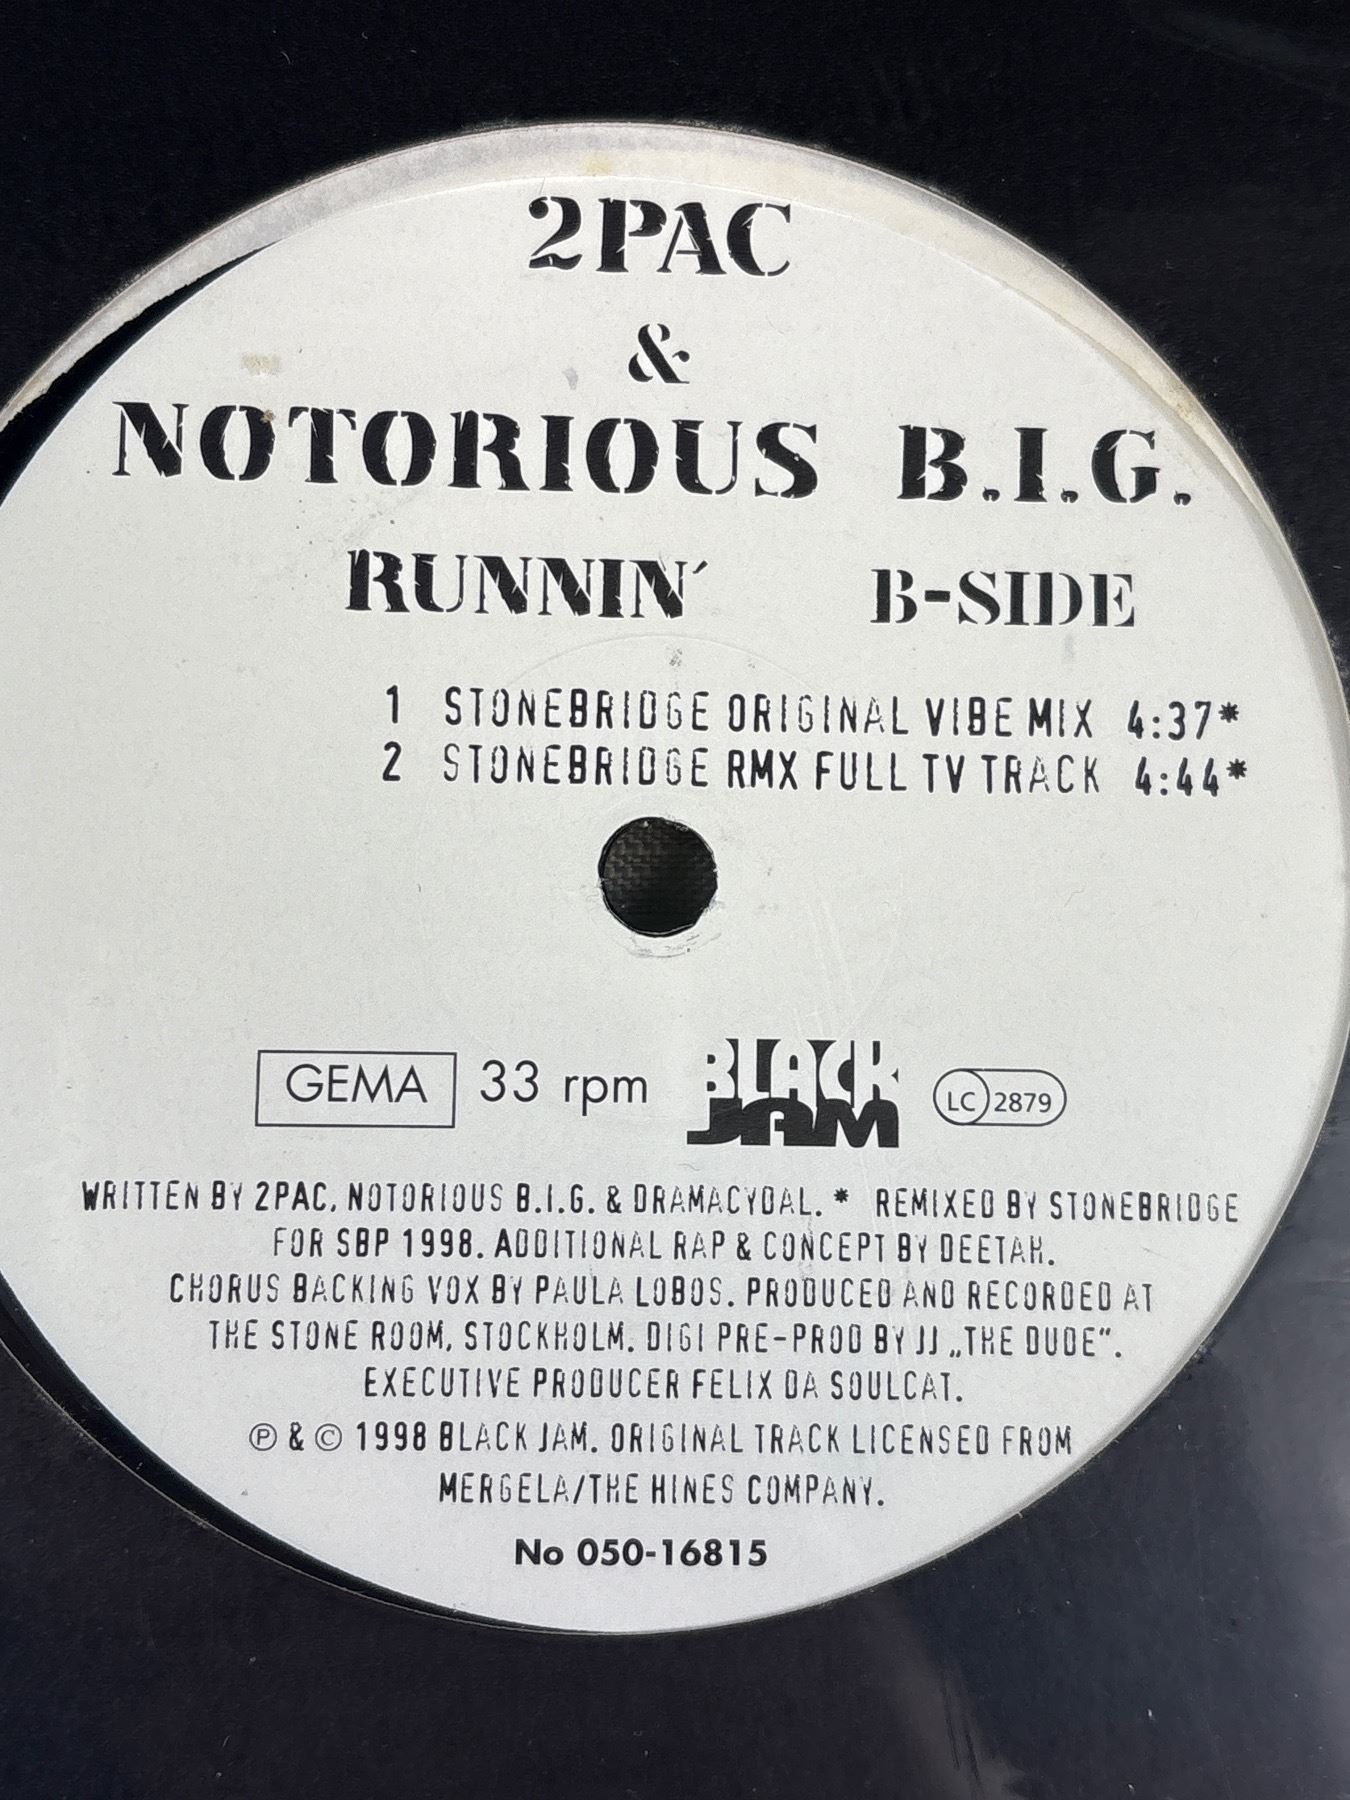 2PAC
&
NOTORIOUS B.I.G.
RUNNIN´ B-SIDE
1 STONEBRIDGE ORIGINAL VIBE MIX 4:37*
2 STONEBRIDGE RMX FULL TV TRACK 4:44*
GEMA 33 rpm BLACK JAM LC 2879
WRITTEN BY 2PAC, NOTORIOUS B.I.G. & DRAMACYDAL. * REMIXED BY STONEBRIDGE
FOR SBP 1998. ADDITIONAL RAP & CONCEPT BY DEETAH.
CHORUS BACKING VOX BY PAULA LOBOS. PRODUCED AND RECORDED AT
THE STONE ROOM, STOCKHOLM. DIGI PRE-PROD BY JJ „THE DUDE”.
EXECUTIVE PRODUCER FELIX DA SOULCAT.
℗ & © 1998 BLACK JAM. ORIGINAL TRACK LICENSED FROM
MERGELA/THE HINES COMPANY.
No 050-16815